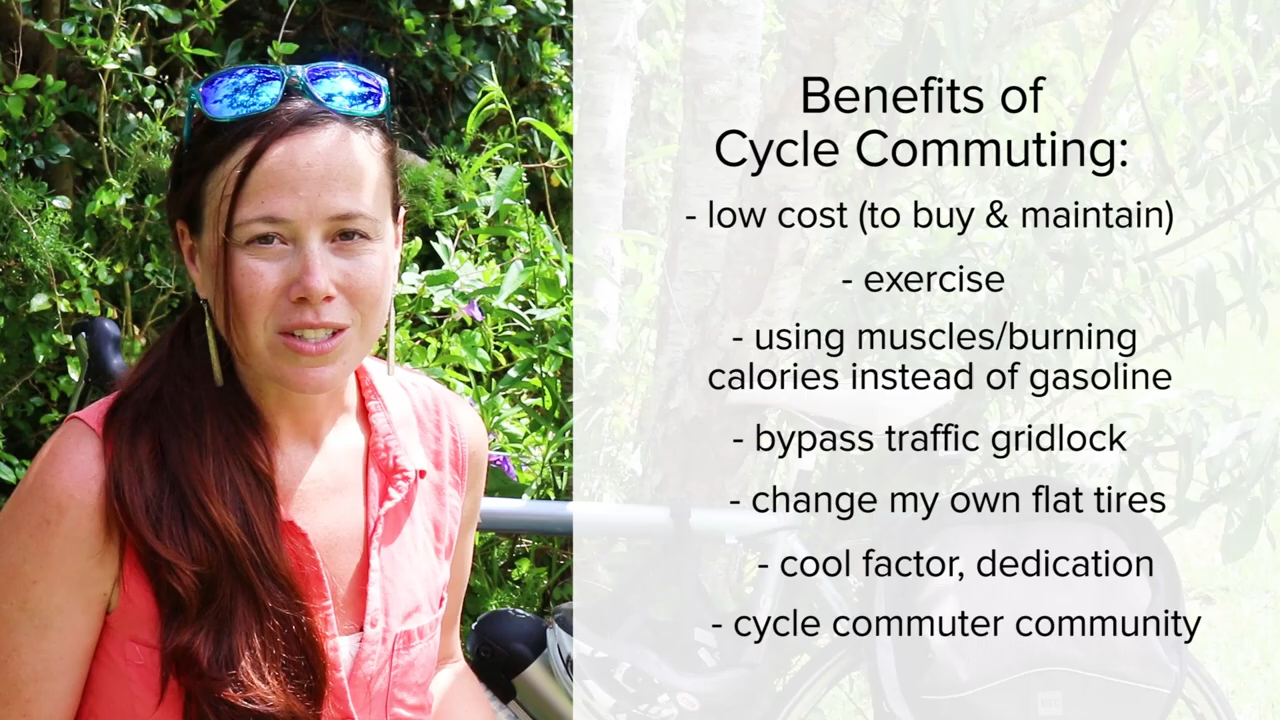 Benefits of
Cycle Commuting:
- low cost (to buy & maintain)
- exercise
- using muscles/burning
calories instead of gasoline
- bypass traffic gridlock
- change my own flat tires
- cool factor, dedication
- cycle commuter community